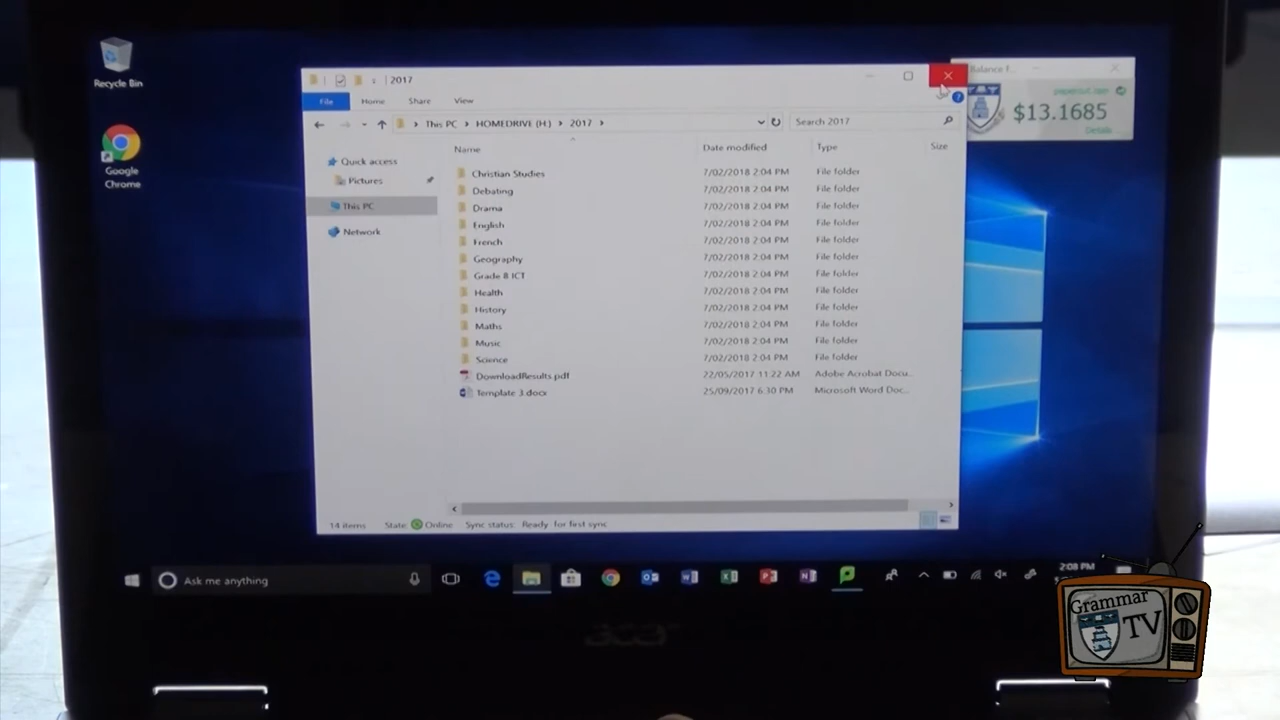 Recycle Bin
Google
Chrome
2017
File Home Share View
This PC > HOMEDRIVE (H:) > 2017 >
Search 2017
Name Date modified Type Size
Quick access
Pictures
This PC
Network
Christian Studies 7/02/2018 2:04 PM File folder
Debating 7/02/2018 2:04 PM File folder
Drama 7/02/2018 2:04 PM File folder
English 7/02/2018 2:04 PM File folder
French 7/02/2018 2:04 PM File folder
Geography 7/02/2018 2:04 PM File folder
Grade 8 ICT 7/02/2018 2:04 PM File folder
Health 7/02/2018 2:04 PM File folder
History 7/02/2018 2:04 PM File folder
Maths 7/02/2018 2:04 PM File folder
Music 7/02/2018 2:04 PM File folder
Science 7/02/2018 2:04 PM File folder
DownloadResults.pdf 22/05/2017 11:22 AM Adobe Acrobat Docu...
Template 3.docx 25/09/2017 6:30 PM Microsoft Word Doc...
14 items State: Online Sync status: Ready for first sync
Balance f...
$13.1685
Details...
Ask me anything
2:08 PM
acer
Grammar
TV